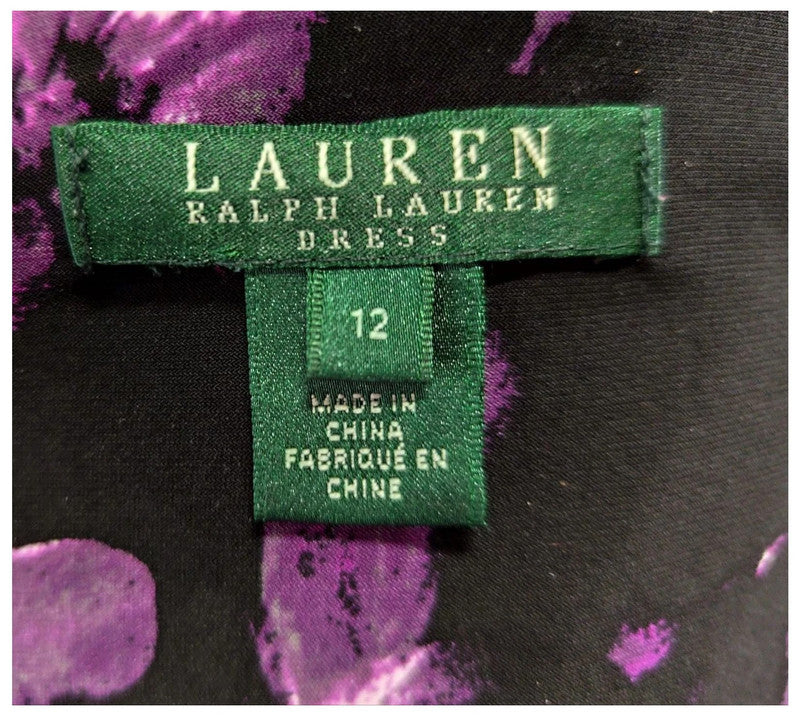 LAUREN
RALPH LAUREN
DRESS
12
MADE IN
CHINA
FABRIQUÉ EN
CHINE